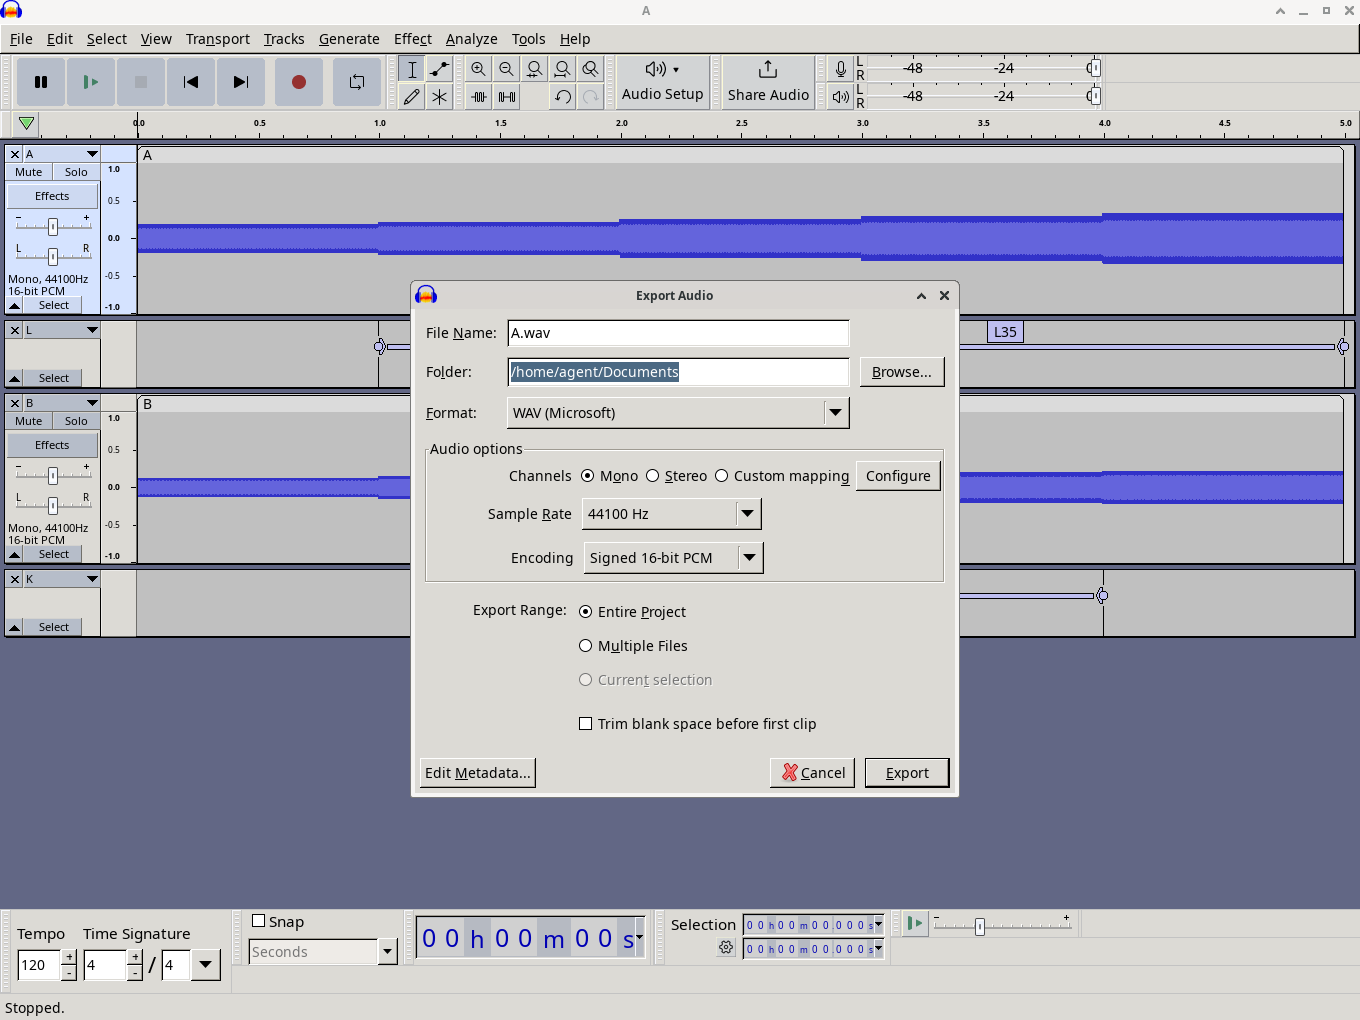 A
File Edit Select View Transport Tracks Generate Effect Analyze Tools Help
Audio Setup
Share Audio
L R -48 -24 0
L R -48 -24 0
0.0 0.5 1.0 1.5 2.0 2.5 3.0 3.5 4.0 4.5 5.0
A
Mute Solo
Effects
- +
L R
Mono, 44100Hz
16-bit PCM
Select
1.0
0.5
0.0
-0.5
-1.0
A
L
Select
L35
B
Mute Solo
Effects
- +
L R
Mono, 44100Hz
16-bit PCM
Select
1.0
0.5
0.0
-0.5
-1.0
B
K
Select
Export Audio
File Name: A.wav
Folder: /home/agent/Documents Browse...
Format: WAV (Microsoft)
Audio options
Channels Mono Stereo Custom mapping Configure
Sample Rate 44100 Hz
Encoding Signed 16-bit PCM
Export Range: Entire Project
Multiple Files
Current selection
Trim blank space before first clip
Edit Metadata... Cancel Export
Tempo
120
Time Signature
4 / 4
Snap
Seconds
00 h 00 m 00 s
Selection
00 h 00 m 00.000 s
00 h 00 m 00.000 s
- +
Stopped.